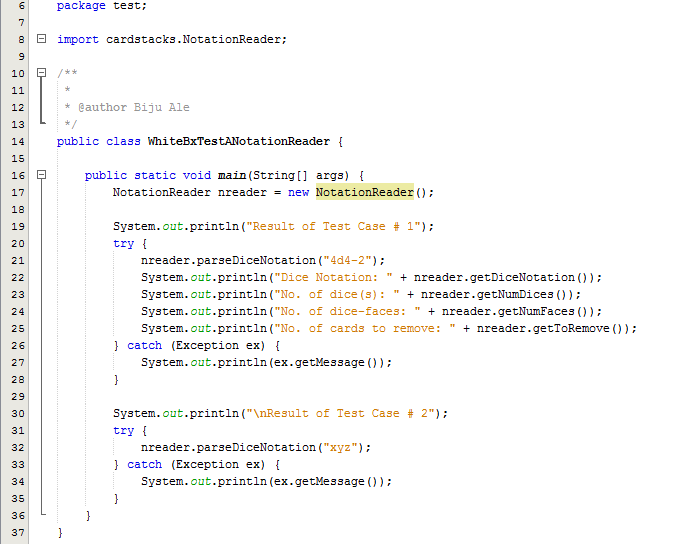 6 package test;
7
8 import cardstacks.NotationReader;
9
10 /**
11 *
12 * @author Biju Ale
13 */
14 public class WhiteBxTestANotationReader {
15
16 public static void main(String[] args) {
17 NotationReader nreader = new NotationReader();
18
19 System.out.println("Result of Test Case # 1");
20 try {
21 nreader.parseDiceNotation("4d4-2");
22 System.out.println("Dice Notation: " + nreader.getDiceNotation());
23 System.out.println("No. of dice(s): " + nreader.getNumDices());
24 System.out.println("No. of dice-faces: " + nreader.getNumFaces());
25 System.out.println("No. of cards to remove: " + nreader.getToRemove());
26 } catch (Exception ex) {
27 System.out.println(ex.getMessage());
28 }
29
30 System.out.println("\nResult of Test Case # 2");
31 try {
32 nreader.parseDiceNotation("xyz");
33 } catch (Exception ex) {
34 System.out.println(ex.getMessage());
35 }
36 }
37 }